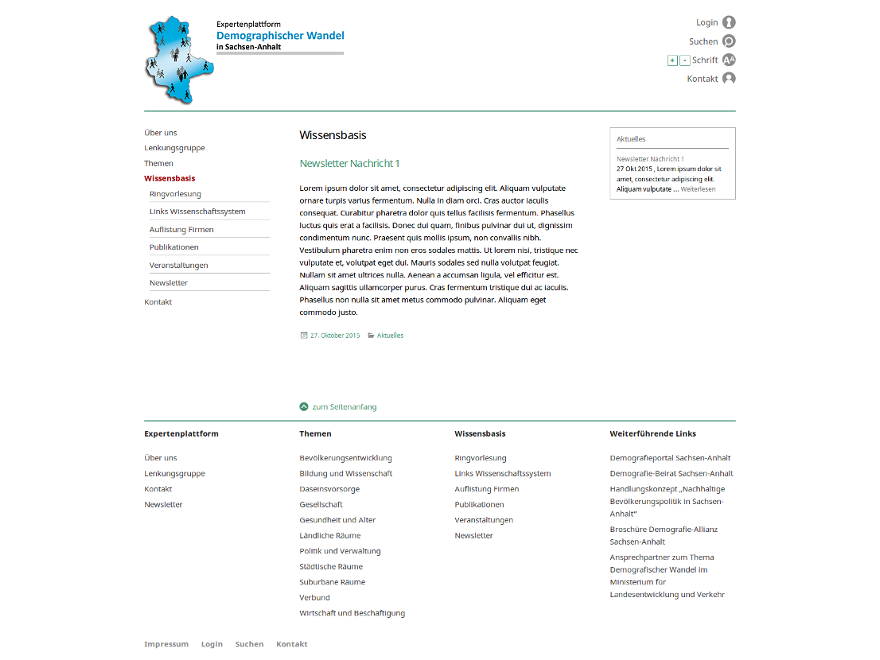 Expertenplattform
Demographischer Wandel
in Sachsen-Anhalt
Login
Suchen
+ - Schrift AA
Kontakt
Über uns
Lenkungsgruppe
Themen
Wissensbasis
Ringvorlesung
Links Wissenschaftssystem
Auflistung Firmen
Publikationen
Veranstaltungen
Newsletter
Kontakt
Wissensbasis
Newsletter Nachricht 1
Lorem ipsum dolor sit amet, consectetur adipiscing elit. Aliquam vulputate
ornare turpis varius fermentum. Nulla in diam orci. Cras auctor iaculis
consequat. Curabitur pharetra dolor quis tellus facilisis fermentum. Phasellus
luctus quis erat a facilisis. Donec dui quam, finibus pulvinar dui ut, dignissim
condimentum nunc. Praesent quis mollis ipsum, non convallis nibh.
Vestibulum pharetra enim non eros sodales mattis. Ut lorem nisi, tristique nec
vulputate et, volutpat eget dui. Mauris sodales sed nulla volutpat feugiat.
Nullam sit amet ultrices nulla. Aenean a accumsan ligula, vel efficitur est.
Aliquam sagittis ullamcorper purus. Cras fermentum tristique dui ac iaculis.
Phasellus non nulla sit amet metus commodo pulvinar. Aliquam eget
commodo justo.
27. Oktober 2015 Aktuelles
Aktuelles
Newsletter Nachricht 1
27 Okt 2015 , Lorem ipsum dolor sit
amet, consectetur adipiscing elit.
Aliquam vulputate ... Weiterlesen
zum Seitenanfang
Expertenplattform
Über uns
Lenkungsgruppe
Kontakt
Newsletter
Themen
Bevölkerungsentwicklung
Bildung und Wissenschaft
Daseinsvorsorge
Gesellschaft
Gesundheit und Alter
Ländliche Räume
Politik und Verwaltung
Städtische Räume
Suburbane Räume
Verbund
Wirtschaft und Beschäftigung
Wissensbasis
Ringvorlesung
Links Wissenschaftssystem
Auflistung Firmen
Publikationen
Veranstaltungen
Newsletter
Weiterführende Links
Demografieportal Sachsen-Anhalt
Demografie-Beirat Sachsen-Anhalt
Handlungskonzept „Nachhaltige
Bevölkerungspolitik in Sachsen-
Anhalt“
Broschüre Demografie-Allianz
Sachsen-Anhalt
Ansprechpartner zum Thema
Demografischer Wandel im
Ministerium für
Landesentwicklung und Verkehr
Impressum Login Suchen Kontakt